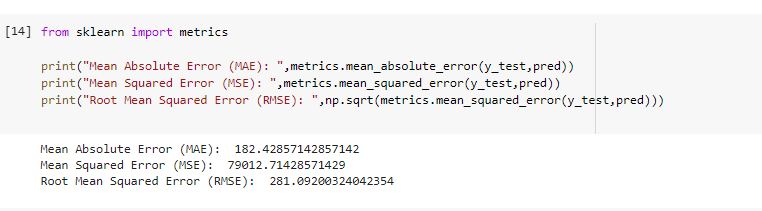 [14] from sklearn import metrics
print("Mean Absolute Error (MAE): ",metrics.mean_absolute_error(y_test,pred))
print("Mean Squared Error (MSE): ",metrics.mean_squared_error(y_test,pred))
print("Root Mean Squared Error (RMSE): ",np.sqrt(metrics.mean_squared_error(y_test,pred)))
Mean Absolute Error (MAE):  182.42857142857142
Mean Squared Error (MSE):  79012.71428571429
Root Mean Squared Error (RMSE):  281.09200324042354